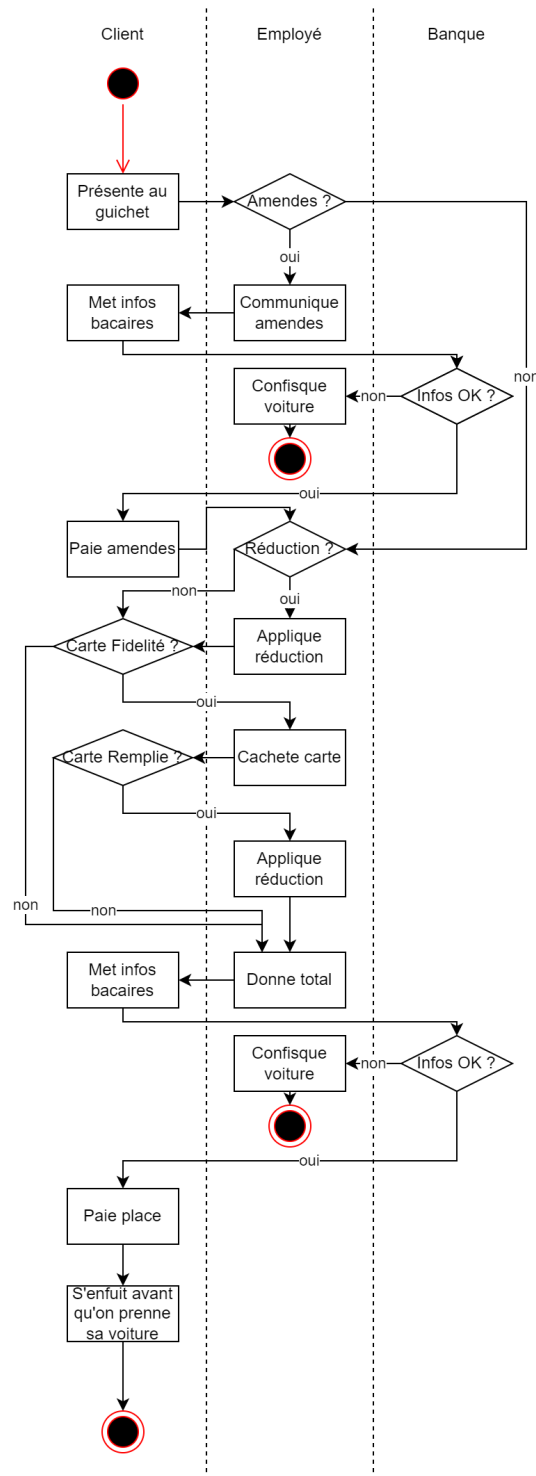 Client
Employé
Banque
Présente au
guichet
Amendes ?
oui
Met infos
bacaires
Communique
amendes
non
Confisque
voiture
non
Infos OK ?
oui
Paie amendes
Réduction ?
non
oui
Carte Fidelité ?
Applique
réduction
oui
Carte Remplie ?
Cachete carte
oui
Applique
réduction
non
non
Met infos
bacaires
Donne total
Confisque
voiture
non
Infos OK ?
oui
Paie place
S'enfuit avant
qu'on prenne
sa voiture